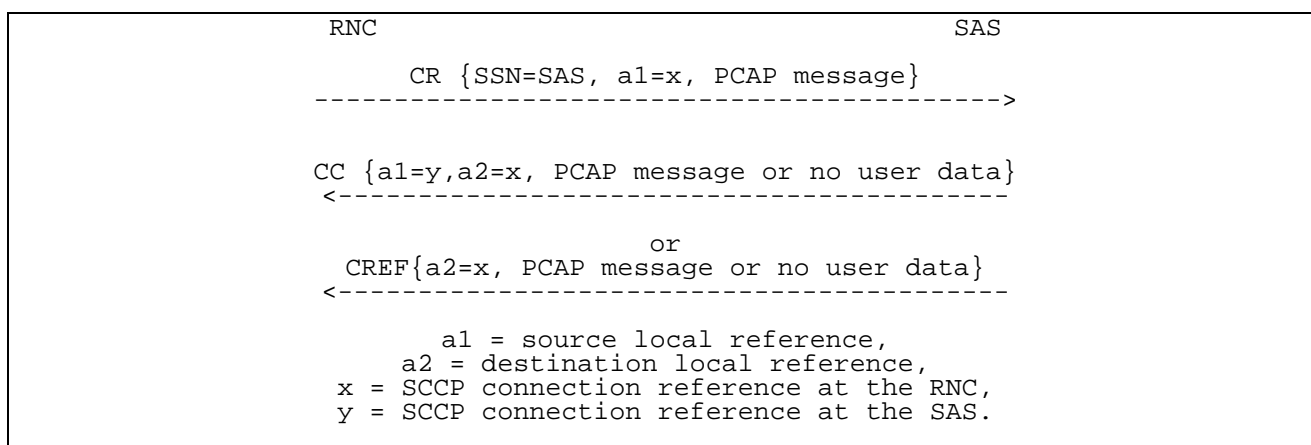 RNC SAS
CR {SSN=SAS, a1=x, PCAP message}
------------------------------------------->
CC {a1=y,a2=x, PCAP message or no user data}
<------------------------------------------
or
CREF{a2=x, PCAP message or no user data}
<------------------------------------------
a1 = source local reference,
a2 = destination local reference,
x = SCCP connection reference at the RNC,
y = SCCP connection reference at the SAS.